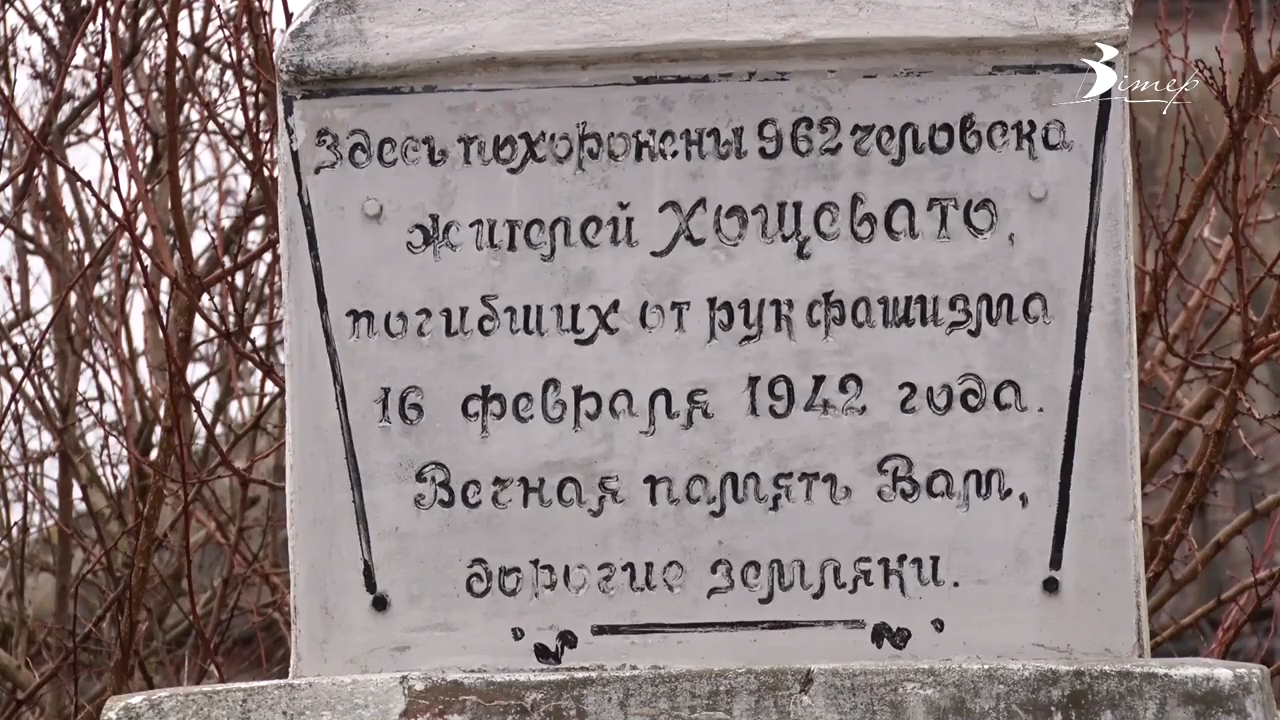 Вітер
Здесь похоронены 962 человека
жителей Хощевато,
погибших от рук фашизма
16 февраля 1942 года.
Вечная память Вам,
дорогие земляки.